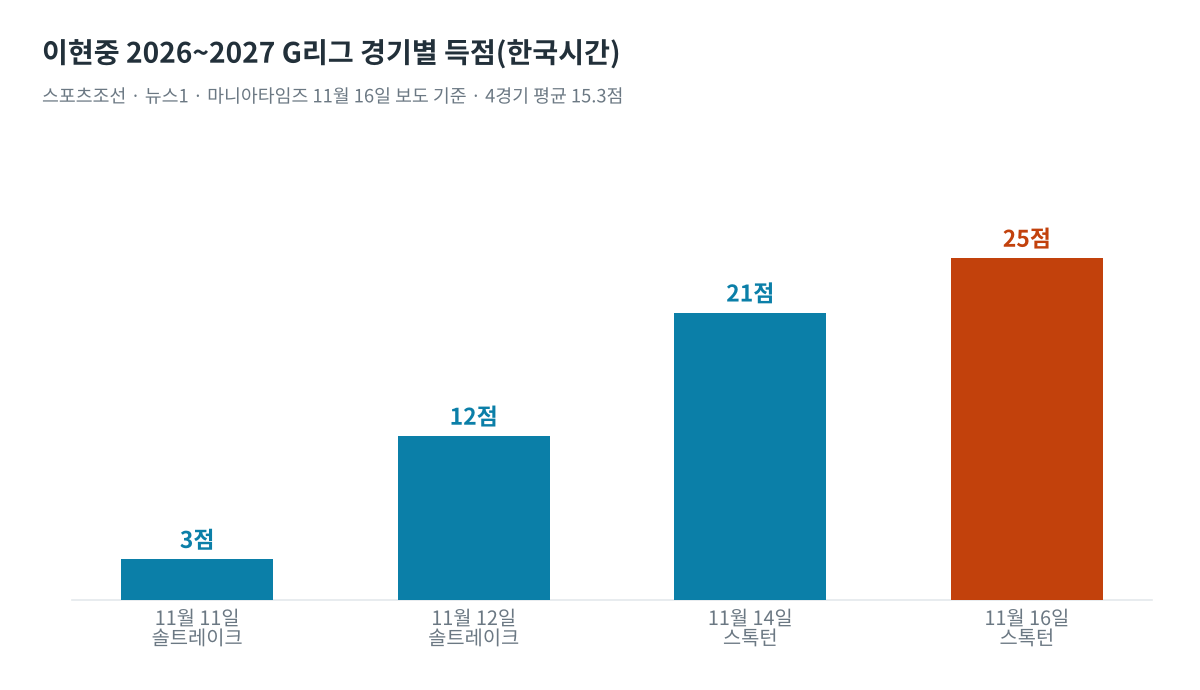 이현중 2026~2027 G리그 경기별 득점(한국시간)
스포츠조선 · 뉴스1 · 마니아타임즈 11월 16일 보도 기준 · 4경기 평균 15.3점
25점
21점
12점
3점
11월 11일
솔트레이크
11월 12일
솔트레이크
11월 14일
스톡턴
11월 16일
스톡턴